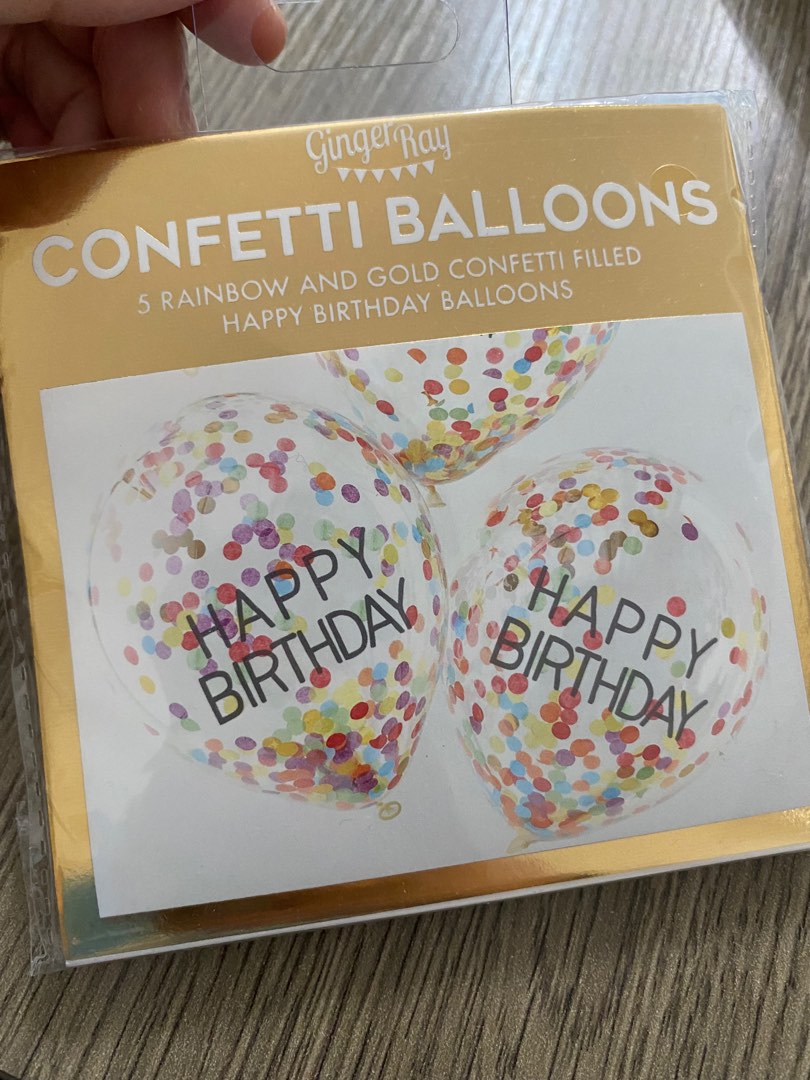 Ginger Ray
CONFETTI BALLOONS
5 RAINBOW AND GOLD CONFETTI FILLED
HAPPY BIRTHDAY BALLOONS
HAPPY
BIRTHDAY
HAPPY
BIRTHDAY